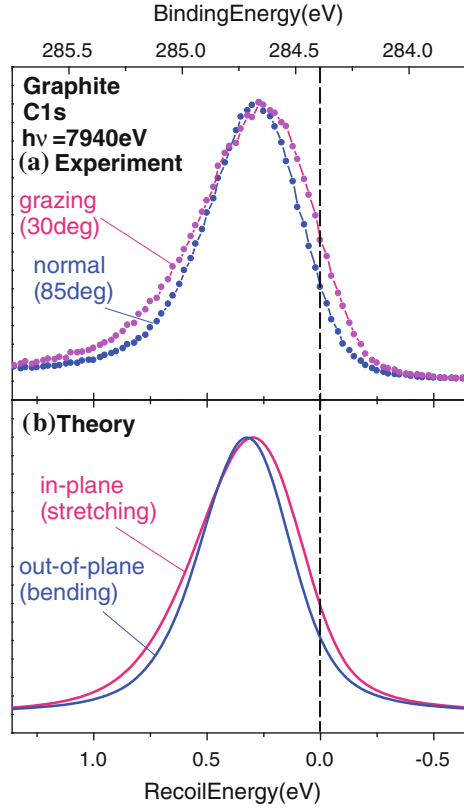 BindingEnergy(eV)
285.5 285.0 284.4 284.0
Graphite
C1s
hν =7940eV
(a) Experiment
grazing
(30deg)
normal
(85deg)
(b) Theory
in-plane
(stretching)
out-of-plane
(bending)
1.0 0.5 0.0 -0.5
RecoilEnergy(eV)